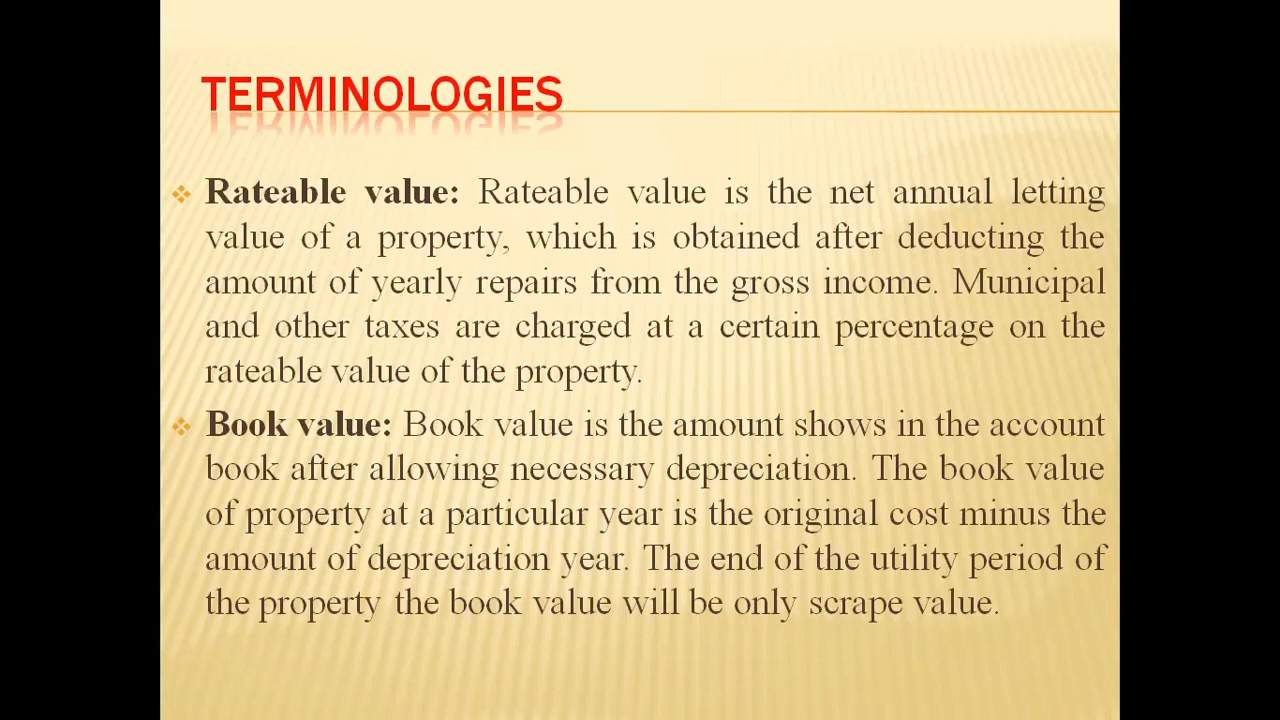 TERMINOLOGIES
Rateable value: Rateable value is the net annual letting
value of a property, which is obtained after deducting the
amount of yearly repairs from the gross income. Municipal
and other taxes are charged at a certain percentage on the
rateable value of the property.
Book value: Book value is the amount shows in the account
book after allowing necessary depreciation. The book value
of property at a particular year is the original cost minus the
amount of depreciation year. The end of the utility period of
the property the book value will be only scrape value.